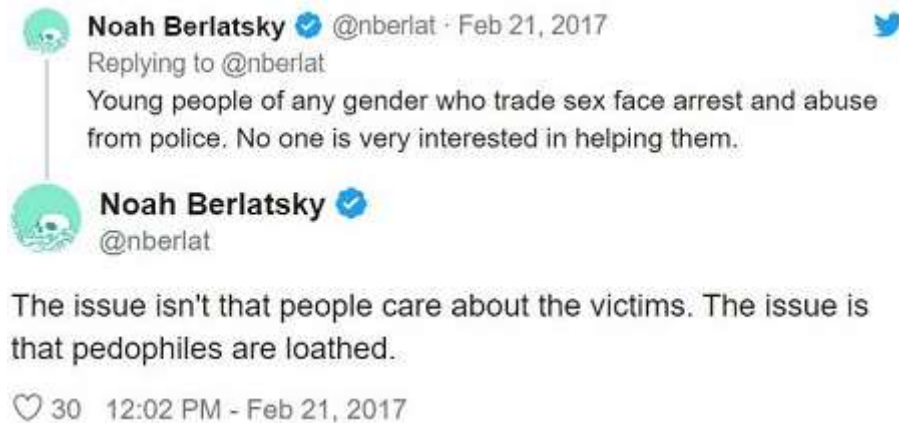 Noah Berlatsky @nberlat · Feb 21, 2017
Replying to @nberlat
Young people of any gender who trade sex face arrest and abuse
from police. No one is very interested in helping them.
Noah Berlatsky
@nberlat
The issue isn't that people care about the victims. The issue is
that pedophiles are loathed.
30 12:02 PM - Feb 21, 2017